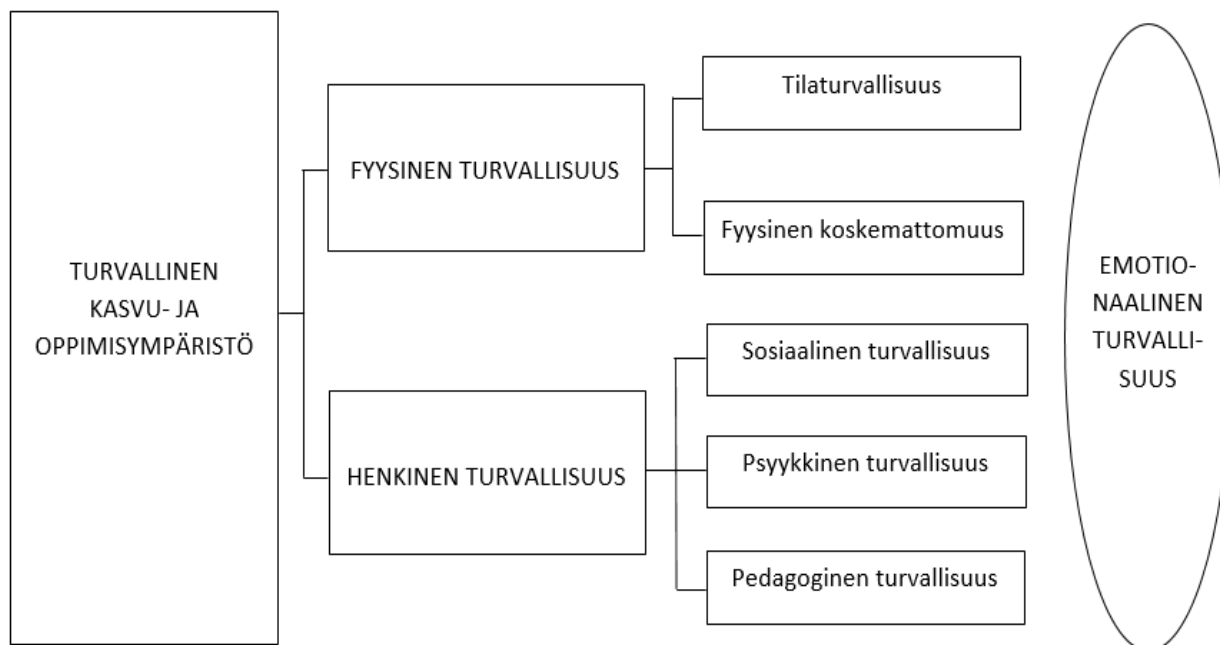 TURVALLINEN
KASVU- JA
OPPIMISYMPÄRISTÖ
FYYSINEN TURVALLISUUS
HENKINEN TURVALLISUUS
Tilaturvallisuus
Fyysinen koskemattomuus
Sosiaalinen turvallisuus
Psyykkinen turvallisuus
Pedagoginen turvallisuus
EMOTIO-
NAALINEN
TURVALLI-
SUUS